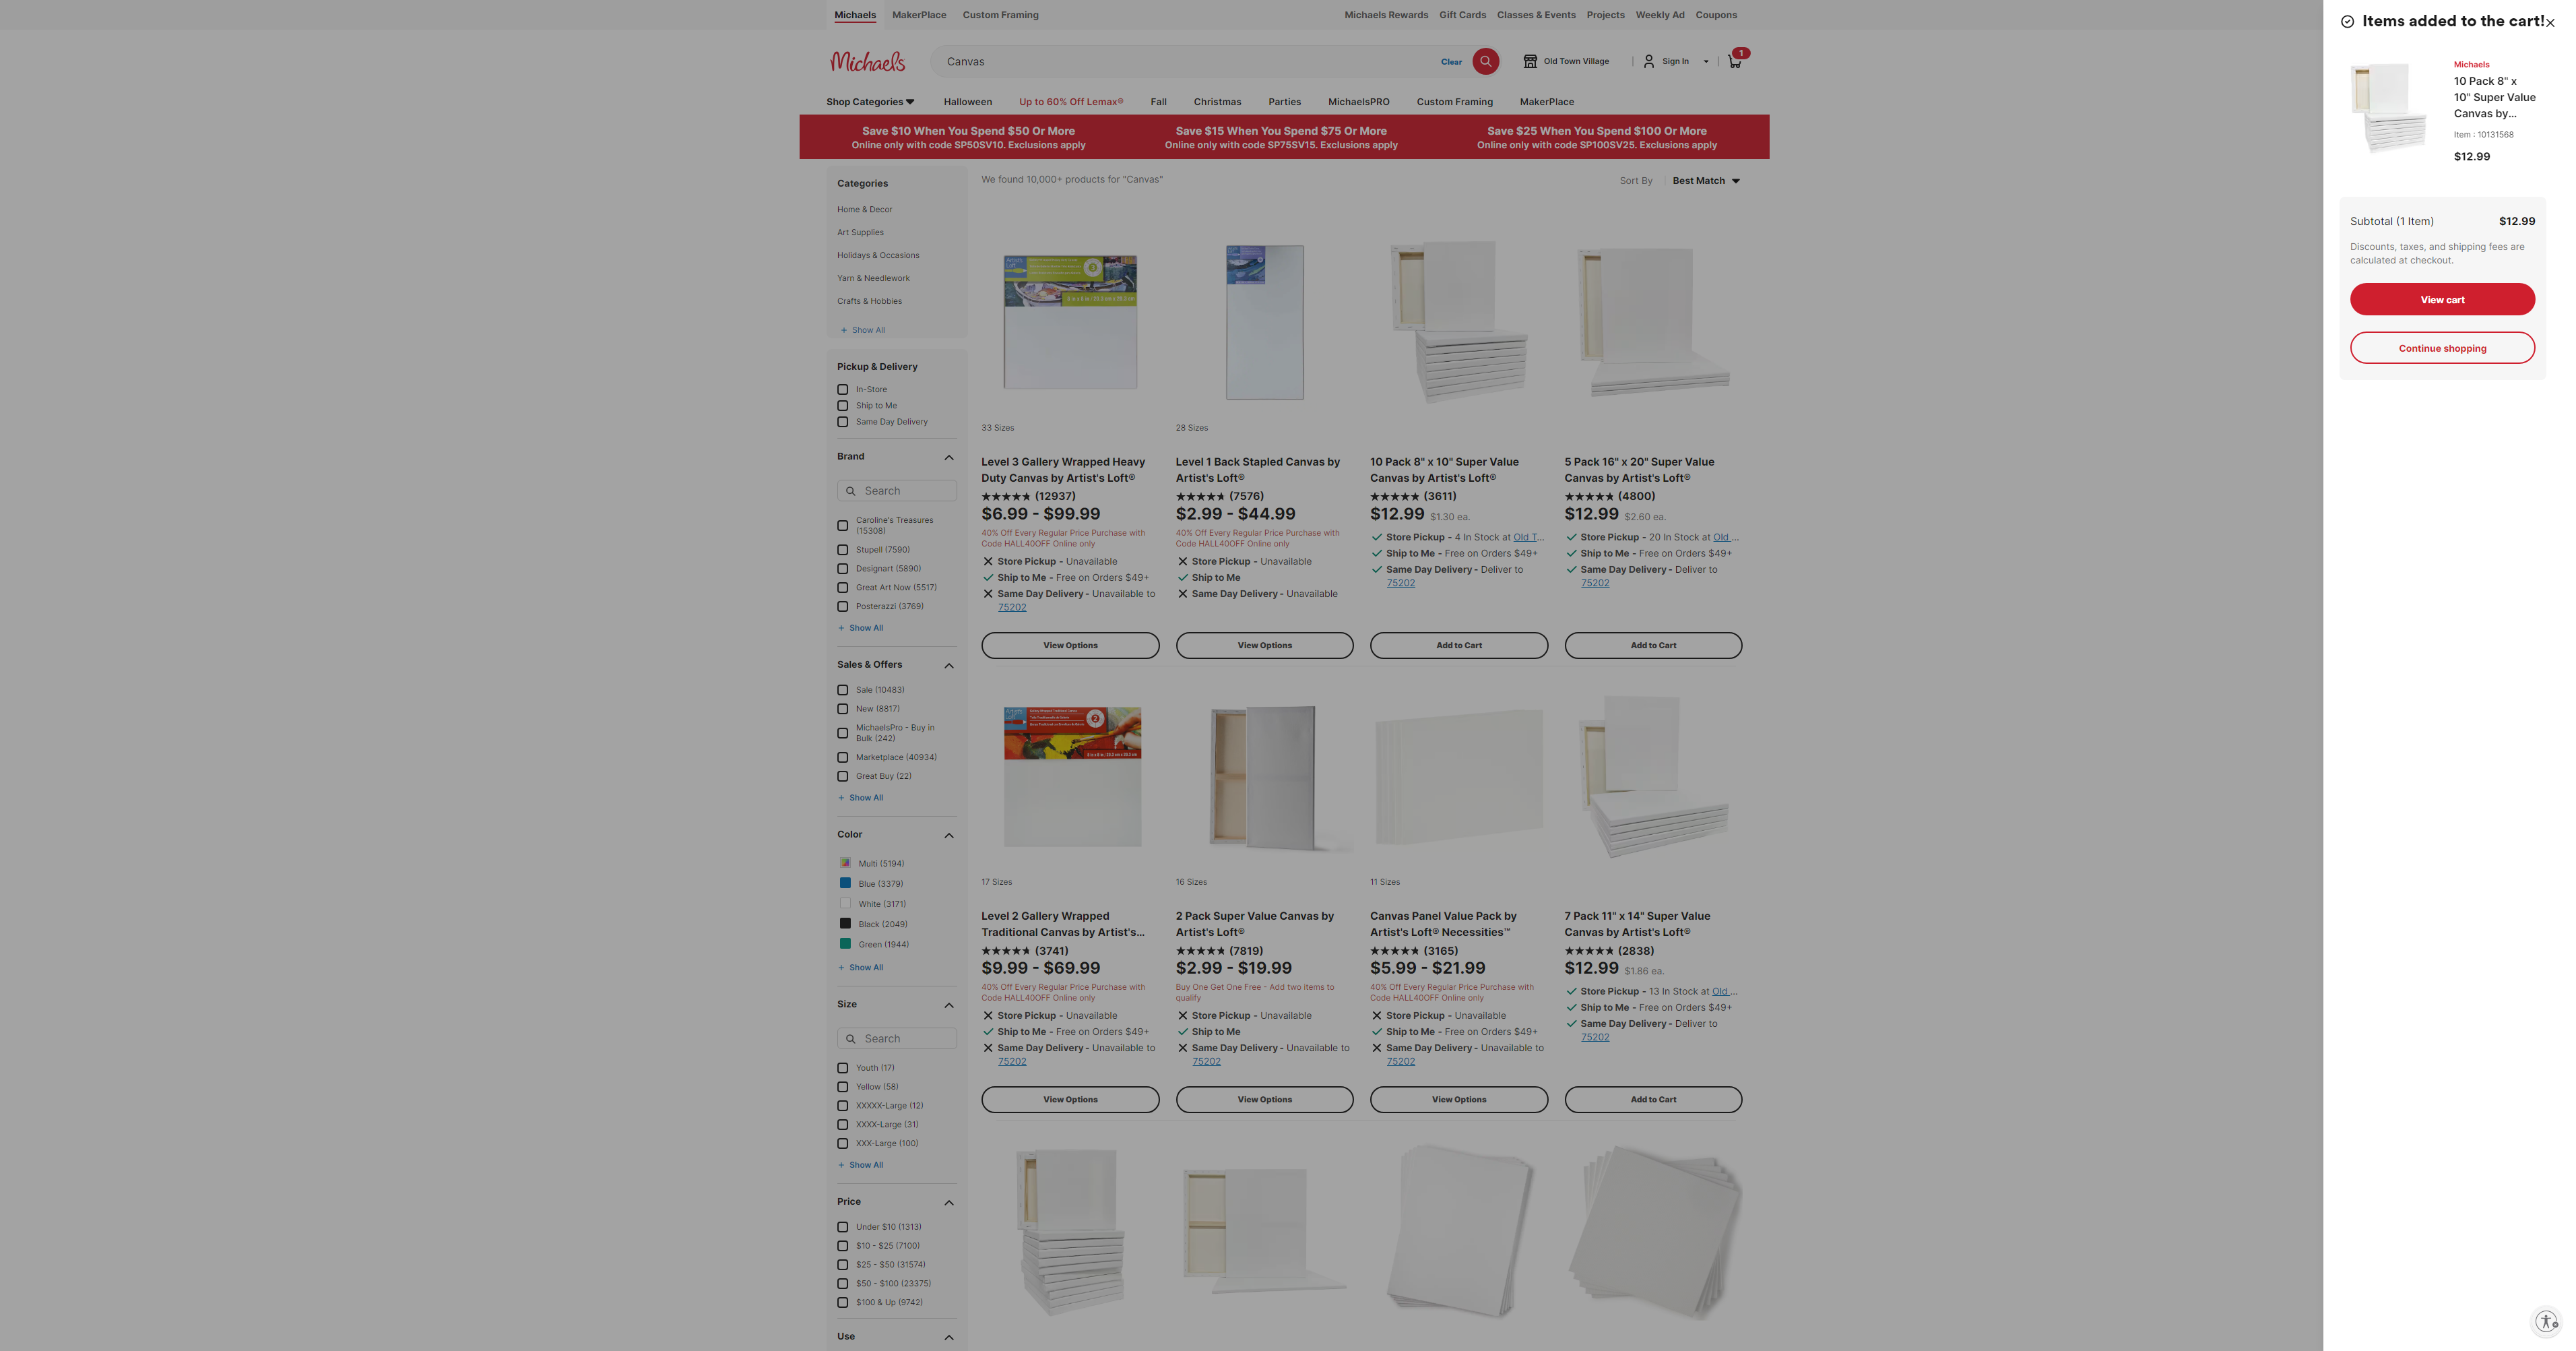 Michaels MakerPlace Custom Framing Michaels Rewards Gift Cards Classes & Events Projects Weekly Ad Coupons
Michaels Canvas Clear Old Town Village Sign In 1
Shop Categories Halloween Up to 60% Off Lemax® Fall Christmas Parties MichaelsPRO Custom Framing MakerPlace
Save $10 When You Spend $50 Or More Save $15 When You Spend $75 Or More Save $25 When You Spend $100 Or More
Online only with code SP50SV10. Exclusions apply Online only with code SP75SV15. Exclusions apply Online only with code SP100SV25. Exclusions apply
Categories
Home & Decor
Art Supplies
Holidays & Occasions
Yarn & Needlework
Crafts & Hobbies
+ Show All
Pickup & Delivery
In-Store
Ship to Me
Same Day Delivery
Brand
Search
Caroline's Treasures
(15308)
Stupell (7590)
Designart (5890)
Great Art Now (5517)
Posterazzi (3769)
+ Show All
Sales & Offers
Sale (10483)
New (8817)
MichaelsPro - Buy in
Bulk (242)
Marketplace (40934)
Great Buy (22)
+ Show All
Color
Multi (5194)
Blue (3379)
White (3171)
Black (2049)
Green (1944)
+ Show All
Size
Search
Youth (17)
Yellow (58)
XXXXX-Large (12)
XXXX-Large (31)
XXX-Large (100)
+ Show All
Price
Under $10 (1313)
$10 - $25 (7100)
$25 - $50 (31574)
$50 - $100 (23375)
$100 & Up (9742)
Use
We found 10,000+ products for "Canvas" Sort By Best Match
33 Sizes
Level 3 Gallery Wrapped Heavy
Duty Canvas by Artist's Loft®
(12937)
$6.99 - $99.99
40% Off Every Regular Price Purchase with
Code HALL40OFF Online only
Store Pickup - Unavailable
Ship to Me - Free on Orders $49+
Same Day Delivery - Unavailable to
75202
View Options
28 Sizes
Level 1 Back Stapled Canvas by
Artist's Loft®
(7576)
$2.99 - $44.99
40% Off Every Regular Price Purchase with
Code HALL40OFF Online only
Store Pickup - Unavailable
Ship to Me
Same Day Delivery - Unavailable
View Options
10 Pack 8" x 10" Super Value
Canvas by Artist's Loft®
(3611)
$12.99 $1.30 ea.
Store Pickup - 4 In Stock at Old T...
Ship to Me - Free on Orders $49+
Same Day Delivery - Deliver to
75202
Add to Cart
5 Pack 16" x 20" Super Value
Canvas by Artist's Loft®
(4800)
$12.99 $2.60 ea.
Store Pickup - 20 In Stock at Old ...
Ship to Me - Free on Orders $49+
Same Day Delivery - Deliver to
75202
Add to Cart
17 Sizes
Level 2 Gallery Wrapped
Traditional Canvas by Artist's...
(3741)
$9.99 - $69.99
40% Off Every Regular Price Purchase with
Code HALL40OFF Online only
Store Pickup - Unavailable
Ship to Me - Free on Orders $49+
Same Day Delivery - Unavailable to
75202
View Options
16 Sizes
2 Pack Super Value Canvas by
Artist's Loft®
(7819)
$2.99 - $19.99
Buy One Get One Free - Add two items to
qualify
Store Pickup - Unavailable
Ship to Me
Same Day Delivery - Unavailable to
75202
View Options
11 Sizes
Canvas Panel Value Pack by
Artist's Loft® Necessities™
(3165)
$5.99 - $21.99
40% Off Every Regular Price Purchase with
Code HALL40OFF Online only
Store Pickup - Unavailable
Ship to Me - Free on Orders $49+
Same Day Delivery - Unavailable to
75202
View Options
7 Pack 11" x 14" Super Value
Canvas by Artist's Loft®
(2838)
$12.99 $1.86 ea.
Store Pickup - 13 In Stock at Old ...
Ship to Me - Free on Orders $49+
Same Day Delivery - Deliver to
75202
Add to Cart
Items added to the cart!
Michaels
10 Pack 8" x
10" Super Value
Canvas by...
Item : 10131568
$12.99
Subtotal (1 Item) $12.99
Discounts, taxes, and shipping fees are
calculated at checkout.
View cart
Continue shopping